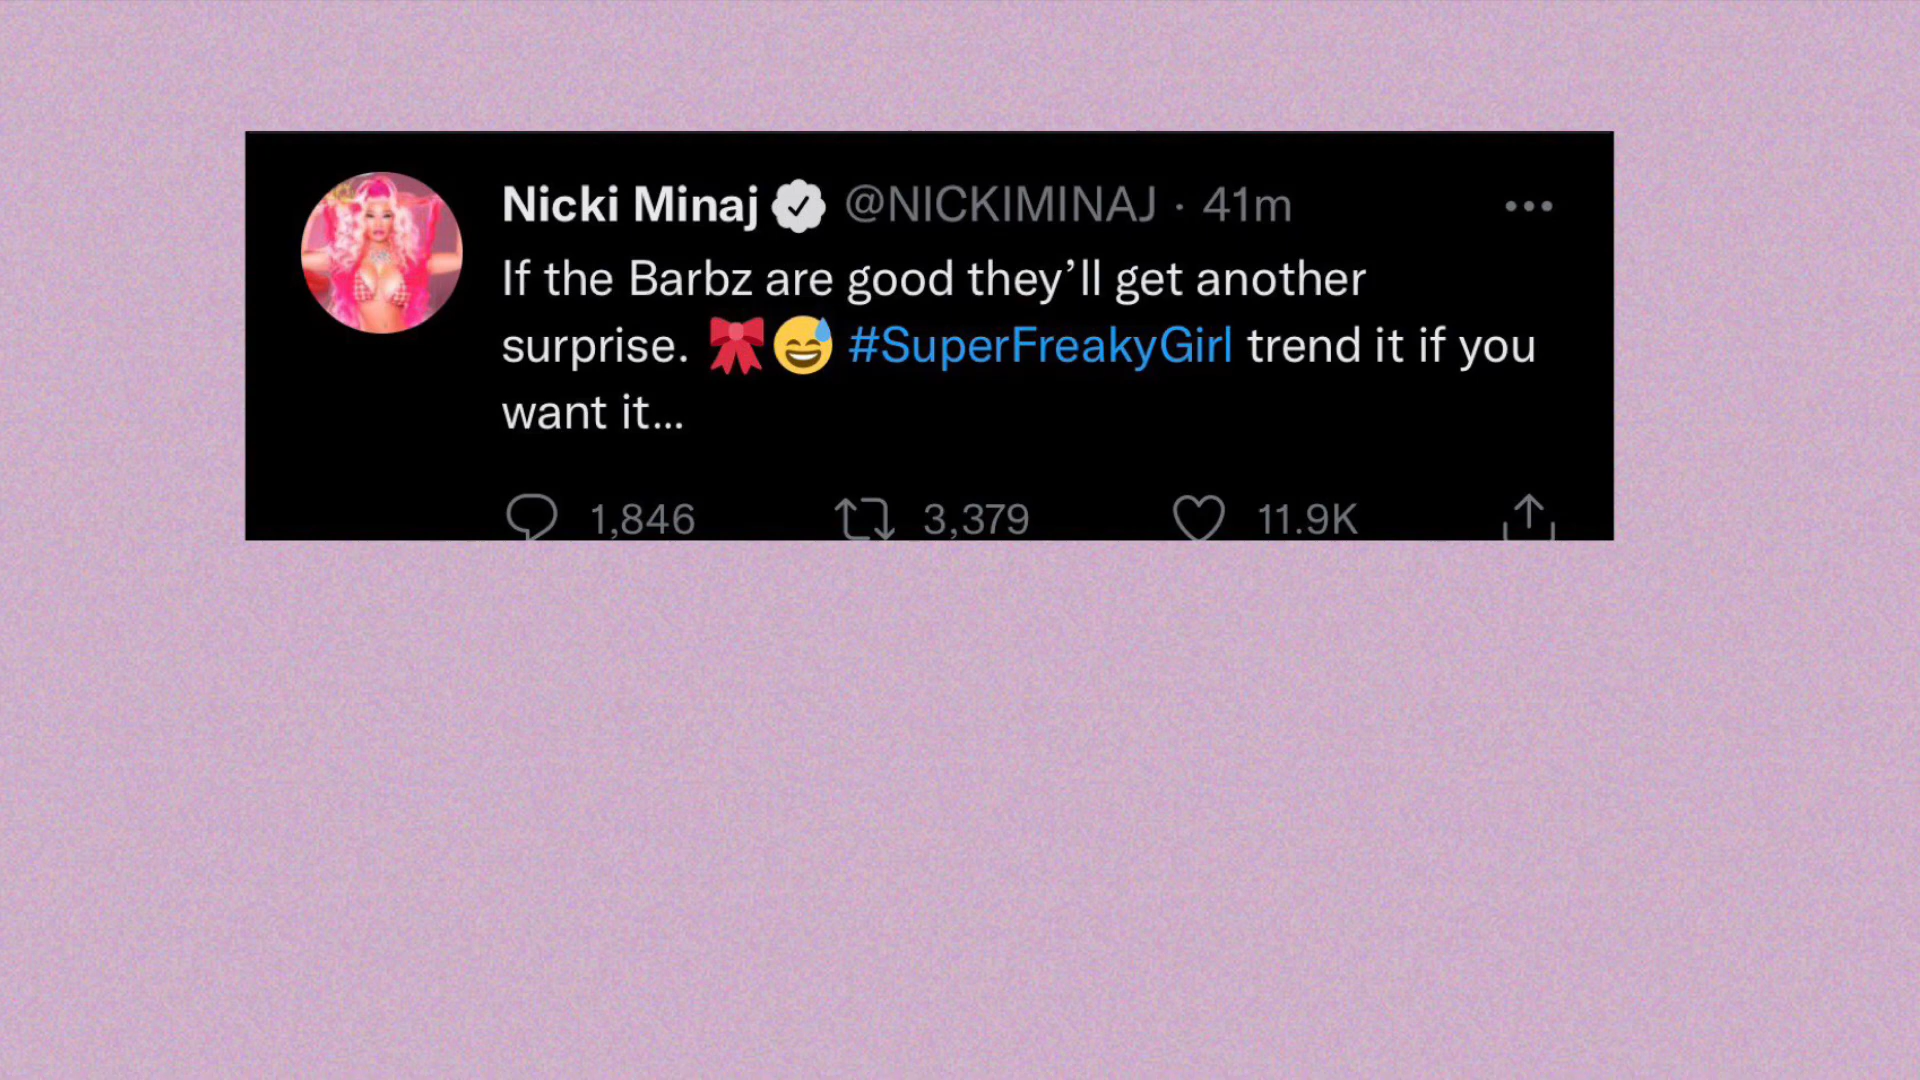 Nicki Minaj @NICKIMINAJ · 41m
If the Barbz are good they’ll get another
surprise. 🎀😅 #SuperFreakyGirl trend it if you
want it...
1,846 3,379 11.9K